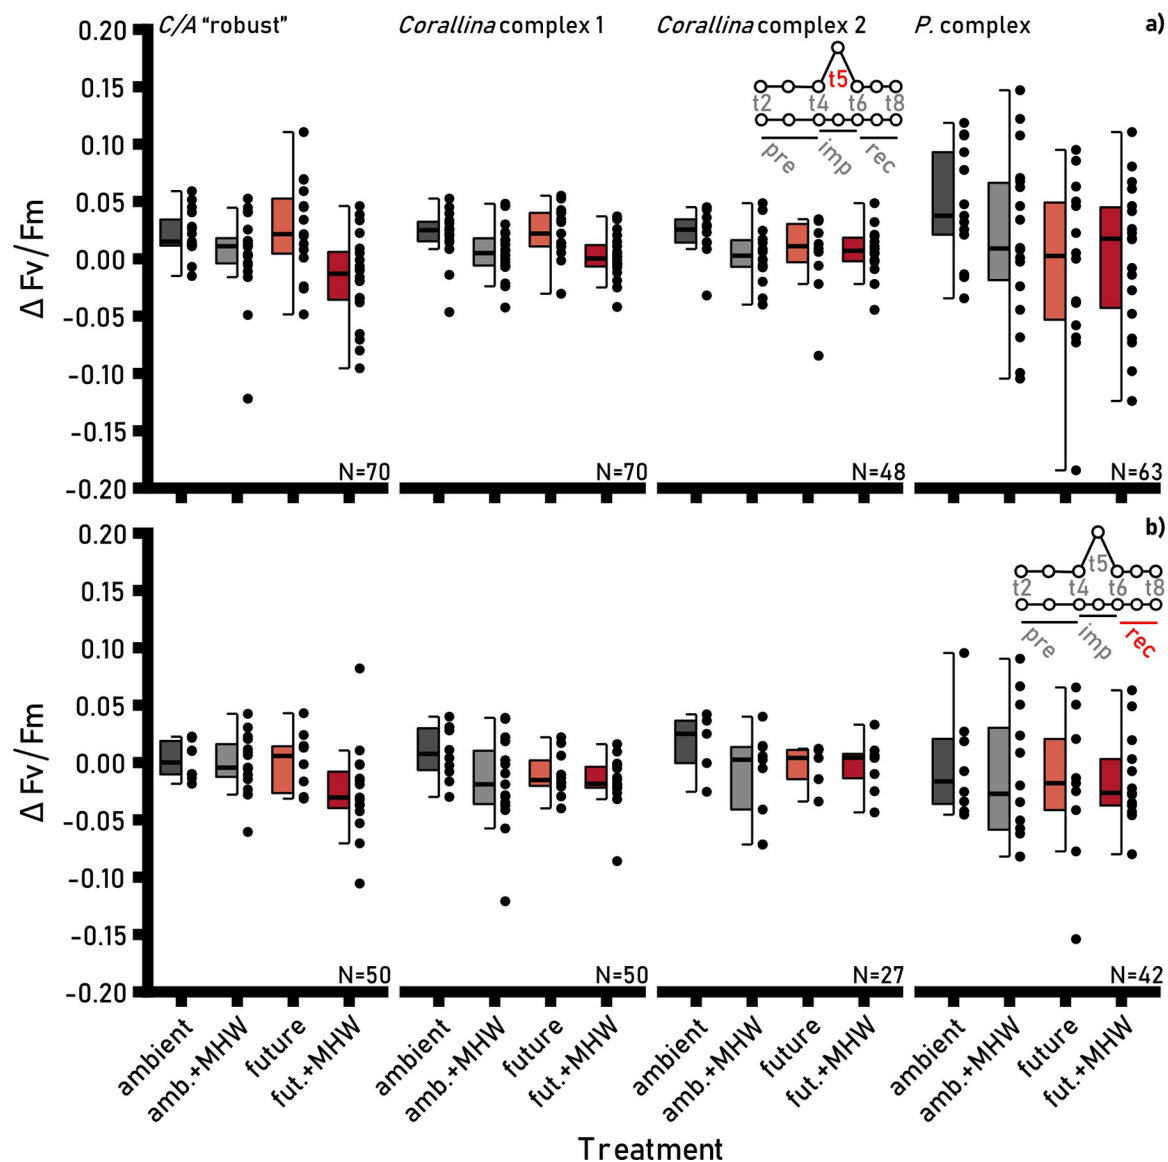 C/A “robust”
Corallina complex 1
Corallina complex 2
P. complex
a)
0.20
0.15
0.10
0.05
0.00
-0.05
-0.10
-0.15
-0.20
Δ Fv/Fm
t5
t2 t4 t6 t8
pre imp rec
N=70
N=70
N=48
N=63
b)
0.20
0.15
0.10
0.05
0.00
-0.05
-0.10
-0.15
-0.20
Δ Fv/Fm
t5
t2 t4 t6 t8
pre imp rec
N=50
N=50
N=27
N=42
ambient amb.+MHW future fut.+MHW
ambient amb.+MHW future fut.+MHW
ambient amb.+MHW future fut.+MHW
ambient amb.+MHW future fut.+MHW
Treatment